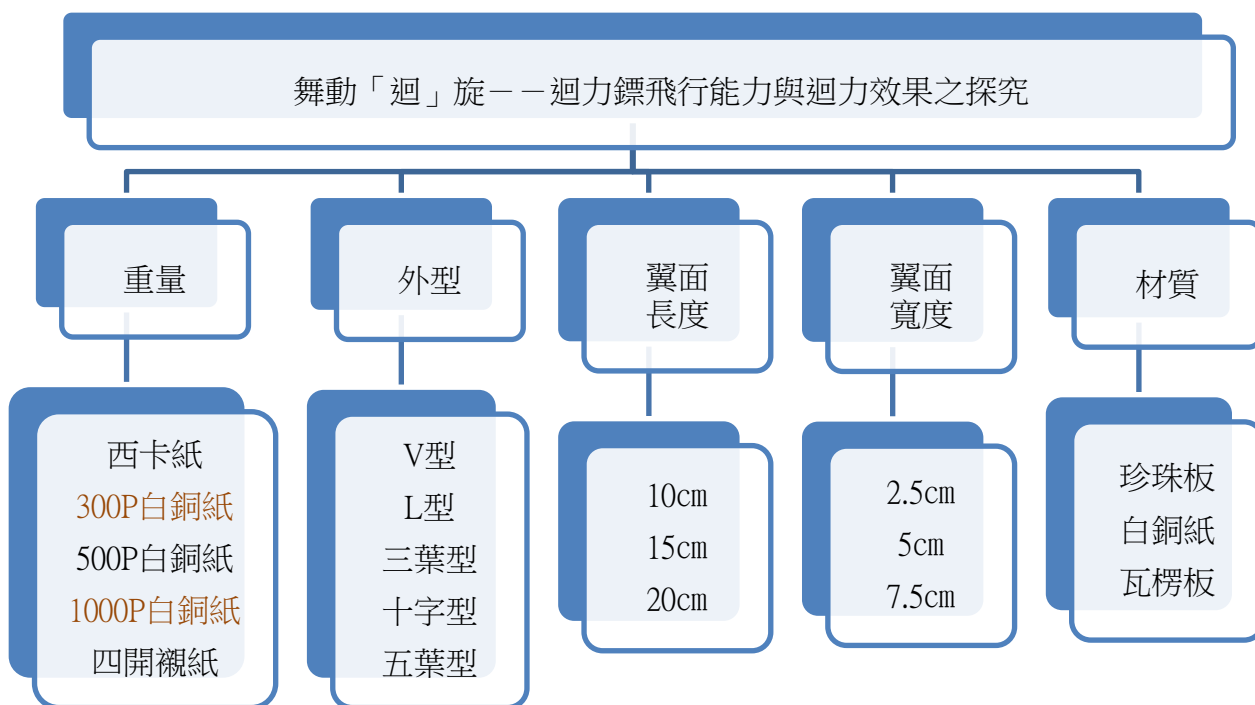 舞動「迴」旋－－迴力鏢飛行能力與迴力效果之探究
重量
西卡紙
300P白銅紙
500P白銅紙
1000P白銅紙
四開襯紙
外型
V型
L型
三葉型
十字型
五葉型
翼面
長度
10cm
15cm
20cm
翼面
寬度
2.5cm
5cm
7.5cm
材質
珍珠板
白銅紙
瓦楞板